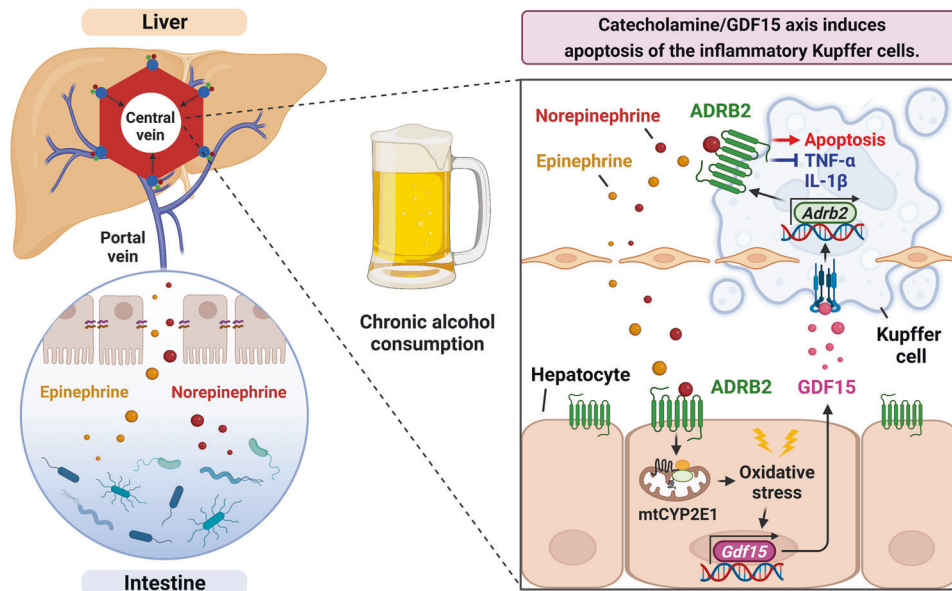 Liver
Central
vein
Portal
vein
Epinephrine
Norepinephrine
Intestine
Chronic alcohol
consumption
Catecholamine/GDF15 axis induces
apoptosis of the inflammatory Kupffer cells.
Norepinephrine
ADRB2
Epinephrine
Apoptosis
TNF-α
IL-1β
Adrb2
Kupffer
cell
Hepatocyte
ADRB2
GDF15
mtCYP2E1
Oxidative
stress
Gdf15